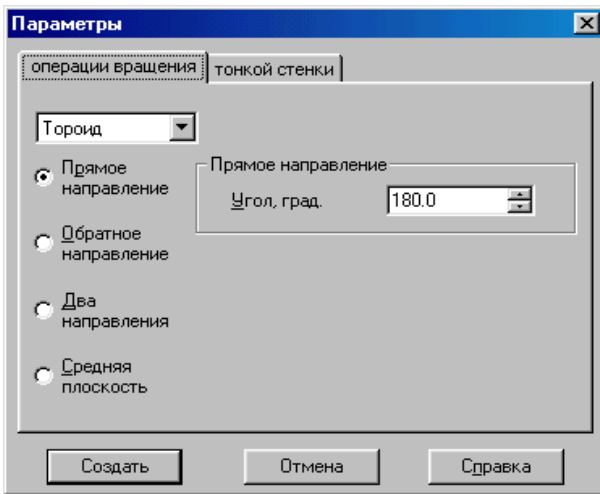 Параметры
операции вращения
тонкой стенки
Тороид
Прямое
направление
Прямое направление
Угол, град.
180.0
Обратное
направление
Два
направления
Средняя
плоскость
Создать
Отмена
Справка